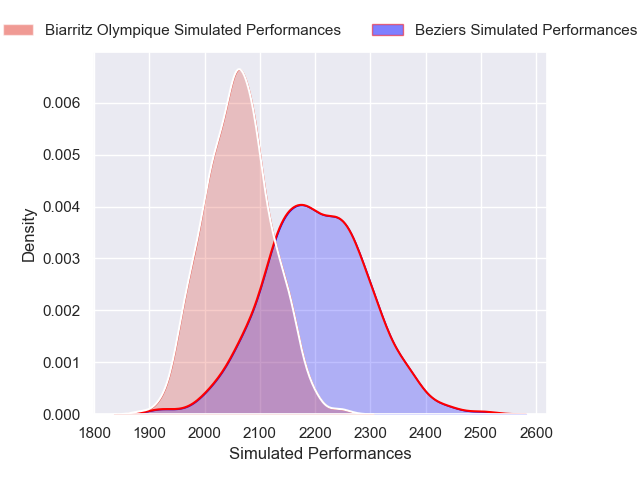 Biarritz Olympique Simulated Performances
Beziers Simulated Performances
0.006
0.005
0.004
0.003
0.002
0.001
0.000
Density
1800 1900 2000 2100 2200 2300 2400 2500 2600
Simulated Performances